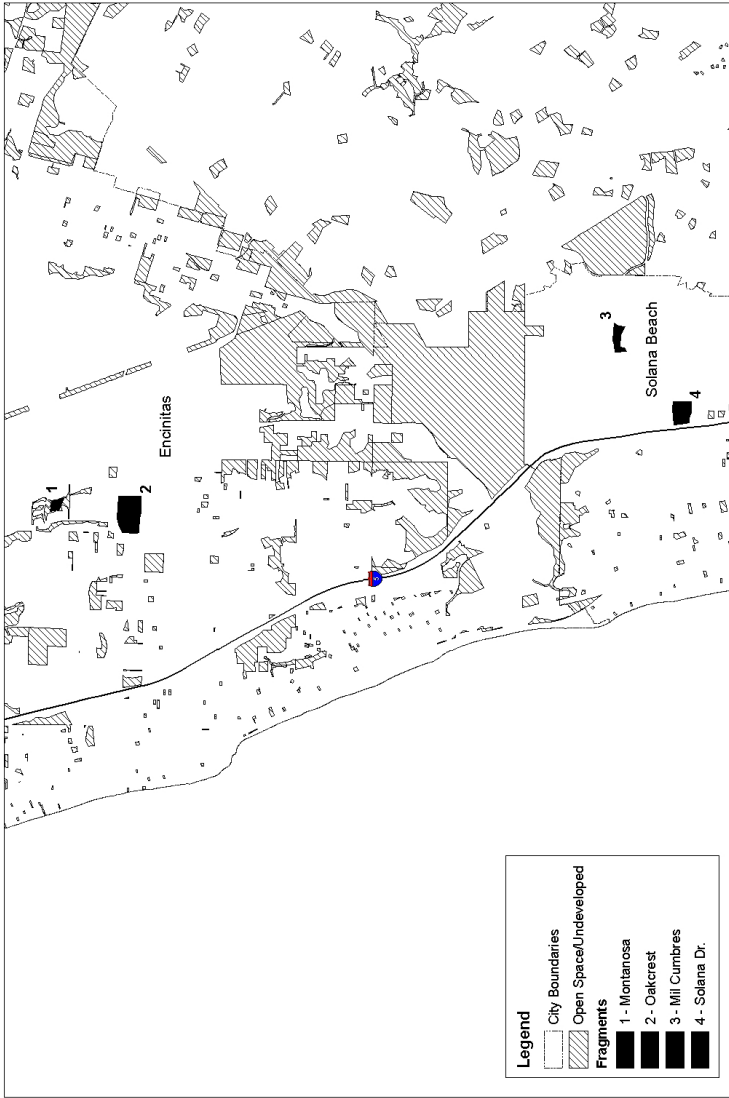 1
2
Encinitas
3
Solana Beach
4
Legend
City Boundaries
Open Space/Undeveloped
Fragments
1 - Montanosa
2 - Oakcrest
3 - Mil Cumbres
4 - Solana Dr.